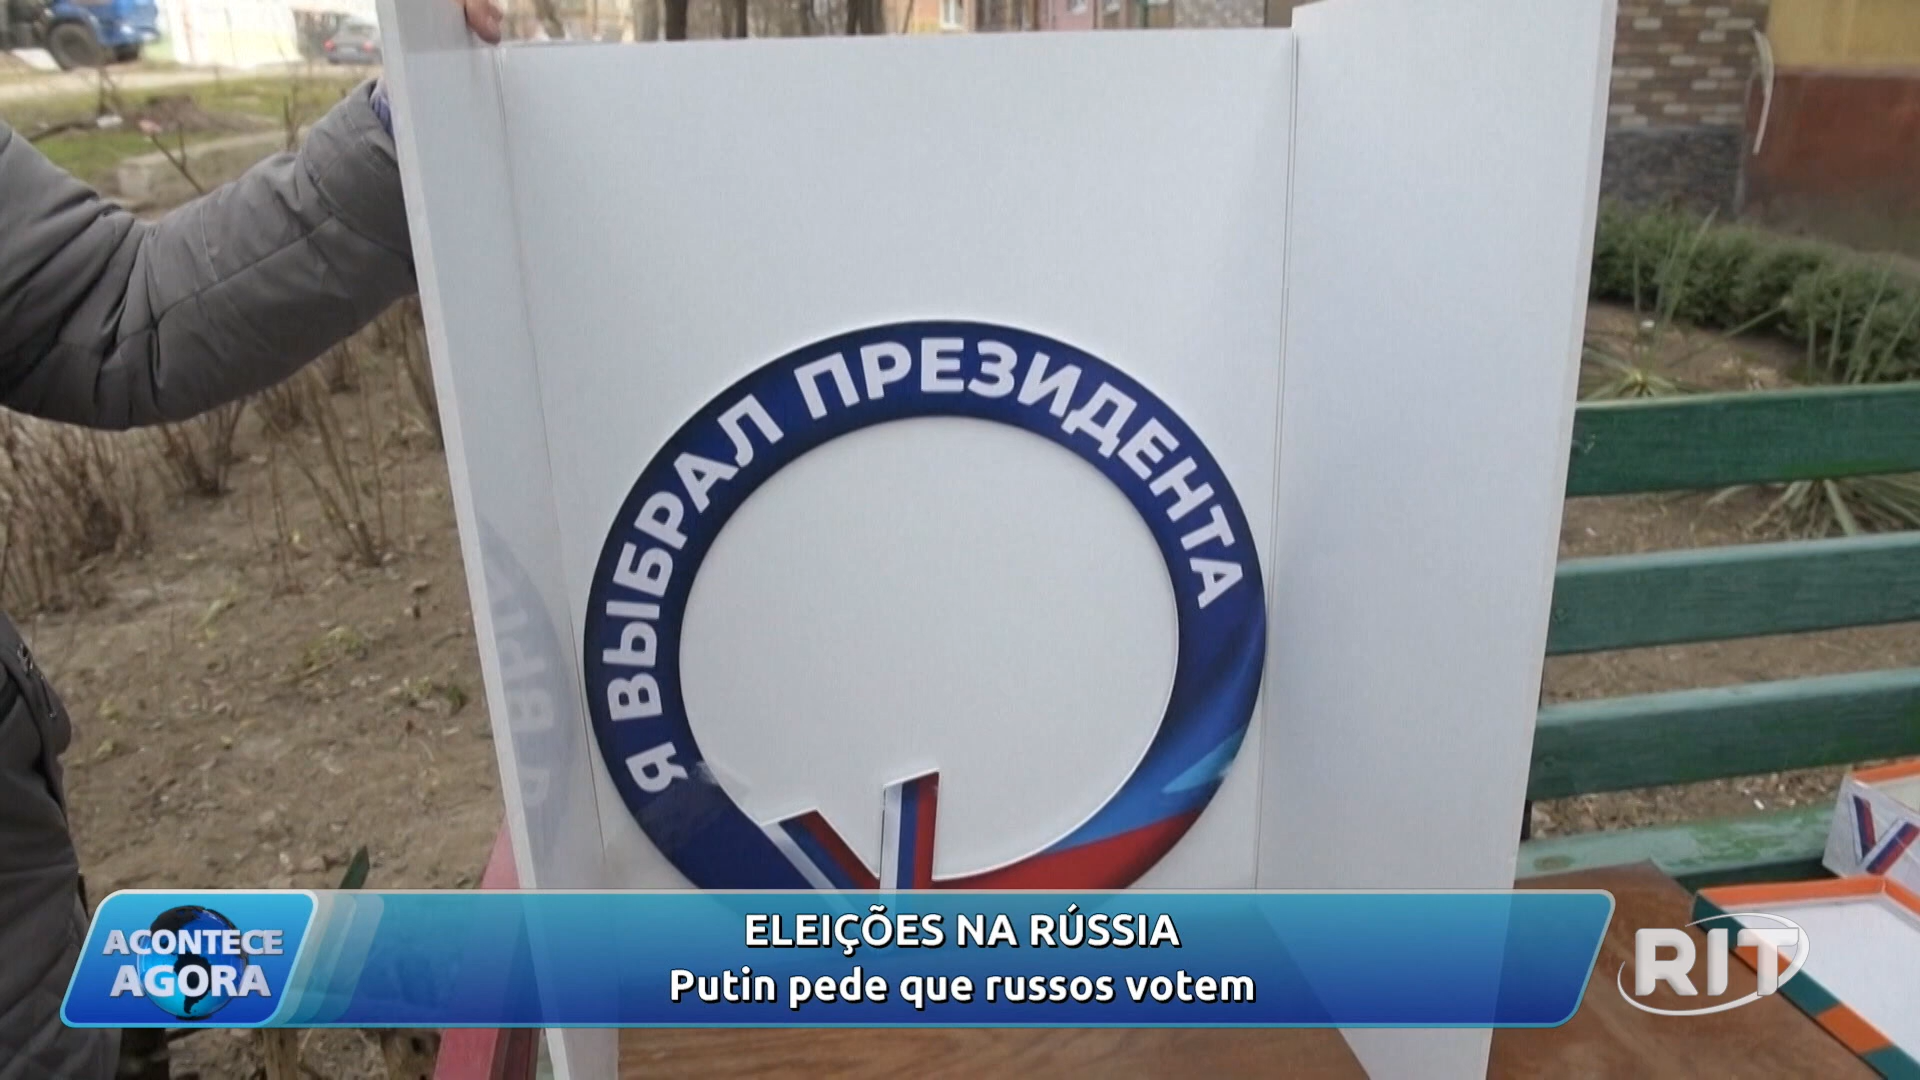 Я ВЫБРАЛ ПРЕЗИДЕНТА
ACONTECE
AGORA
ELEIÇÕES NA RÚSSIA
Putin pede que russos votem
RIT